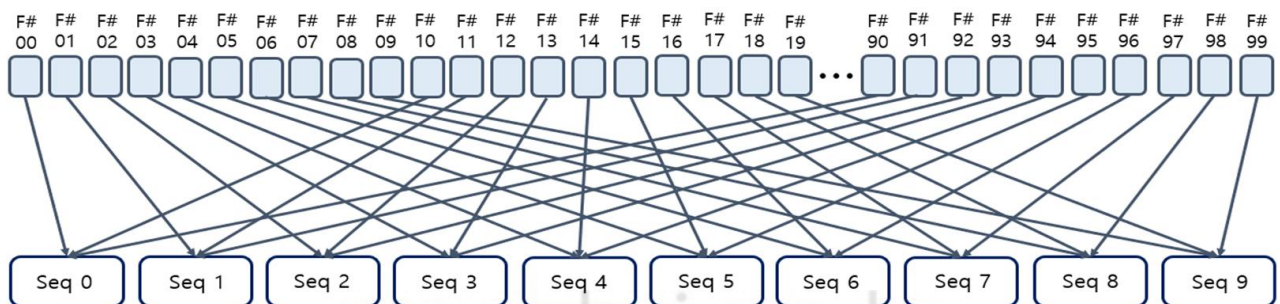 F# F# F# F# F# F# F# F# F# F# F# F# F# F# F# F# F# F# F# F# F# F# F# F# F# F# F# F# F# F#
00 01 02 03 04 05 06 07 08 09 10 11 12 13 14 15 16 17 18 19 90 91 92 93 94 95 96 97 98 99
...
Seq 0 Seq 1 Seq 2 Seq 3 Seq 4 Seq 5 Seq 6 Seq 7 Seq 8 Seq 9